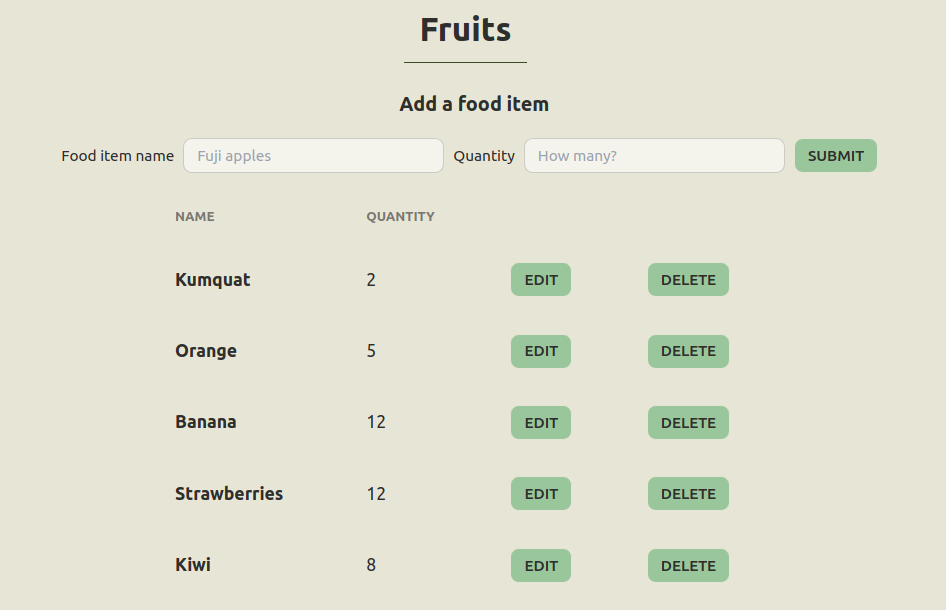 Fruits
Add a food item
Food item name Fuji apples Quantity How many? SUBMIT
NAME QUANTITY
Kumquat 2 EDIT DELETE
Orange 5 EDIT DELETE
Banana 12 EDIT DELETE
Strawberries 12 EDIT DELETE
Kiwi 8 EDIT DELETE